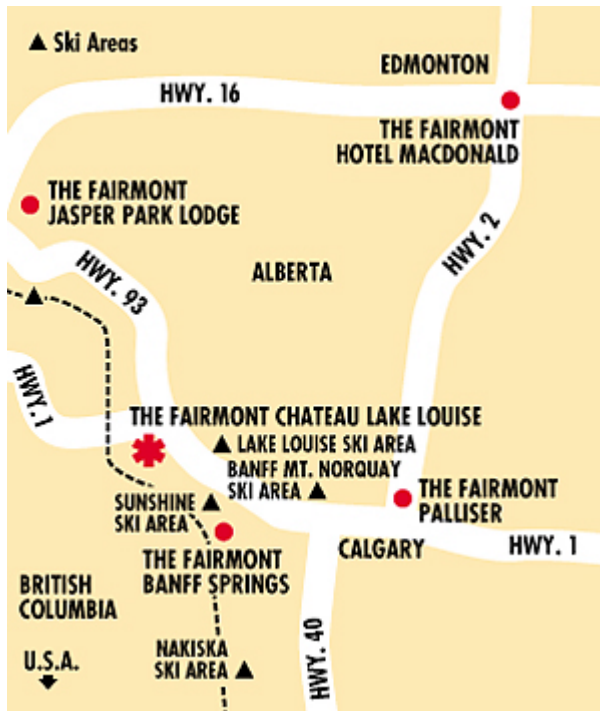 Ski Areas
EDMONTON
HWY. 16
THE FAIRMONT
HOTEL MACDONALD
THE FAIRMONT
JASPER PARK LODGE
HWY. 2
ALBERTA
HWY. 93
HWY. 1
THE FAIRMONT CHATEAU LAKE LOUISE
LAKE LOUISE SKI AREA
BANFF MT. NORQUAY
SKI AREA
SUNSHINE
SKI AREA
THE FAIRMONT
PALLISER
THE FAIRMONT
BANFF SPRINGS
CALGARY
HWY. 1
BRITISH
COLUMBIA
HWY. 40
NAKISKA
SKI AREA
U.S.A.